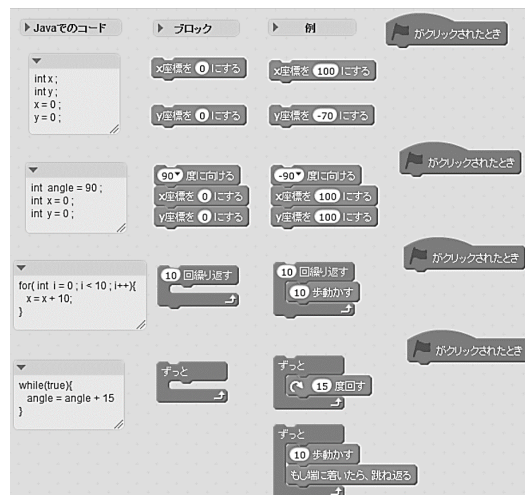 Javaでのコード
ブロック
例
がクリックされたとき
int x ;
int y ;
x = 0 ;
y = 0 ;
x座標を 0 にする
y座標を 0 にする
x座標を 100 にする
y座標を -70 にする
がクリックされたとき
int angle = 90 ;
int x = 0 ;
int y = 0 ;
90 度に向ける
x座標を 0 にする
y座標を 0 にする
-90 度に向ける
x座標を 100 にする
y座標を 100 にする
がクリックされたとき
for( int i = 0 ; i < 10 ; i++){
x = x + 10;
}
10 回繰り返す
10 回繰り返す
10 歩動かす
がクリックされたとき
while(true){
angle = angle + 15
}
ずっと
ずっと
15 度回す
ずっと
10 歩動かす
もし端に着いたら、跳ね返る